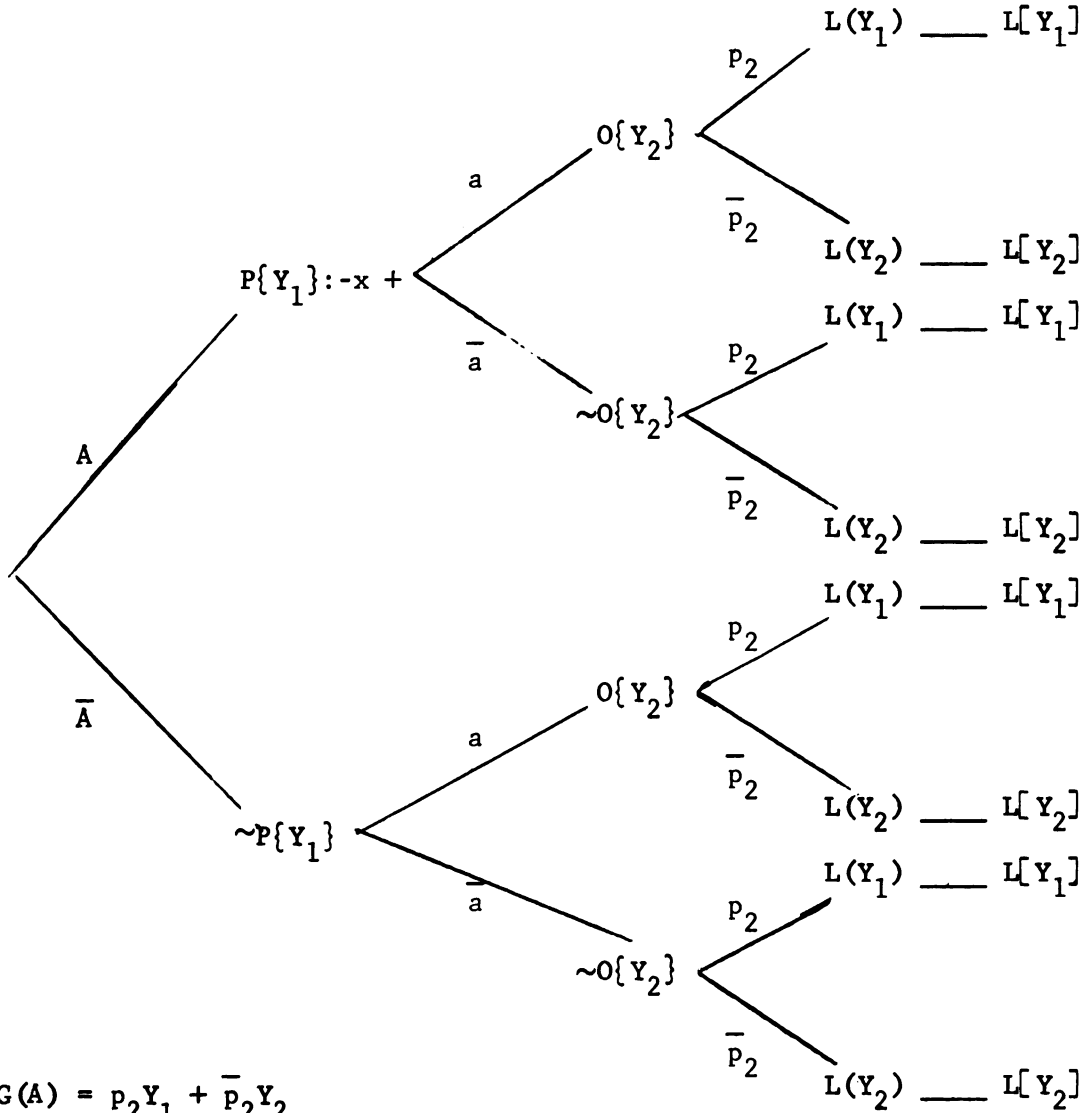 L(Y₁) ___ L[Y₁]
p₂
O{Y₂}
a
p̅₂
L(Y₂) ___ L[Y₂]
P{Y₁}:-x +
L(Y₁) ___ L[Y₁]
p₂
a̅
~O{Y₂}
A
p̅₂
L(Y₂) ___ L[Y₂]
L(Y₁) ___ L[Y₁]
p₂
O{Y₂}
A̅
a
p̅₂
L(Y₂) ___ L[Y₂]
~P{Y₁}
L(Y₁) ___ L[Y₁]
a̅
p₂
~O{Y₂}
p̅₂
L(Y₂) ___ L[Y₂]
G(A) = p₂Y₁ + p̅₂Y₂